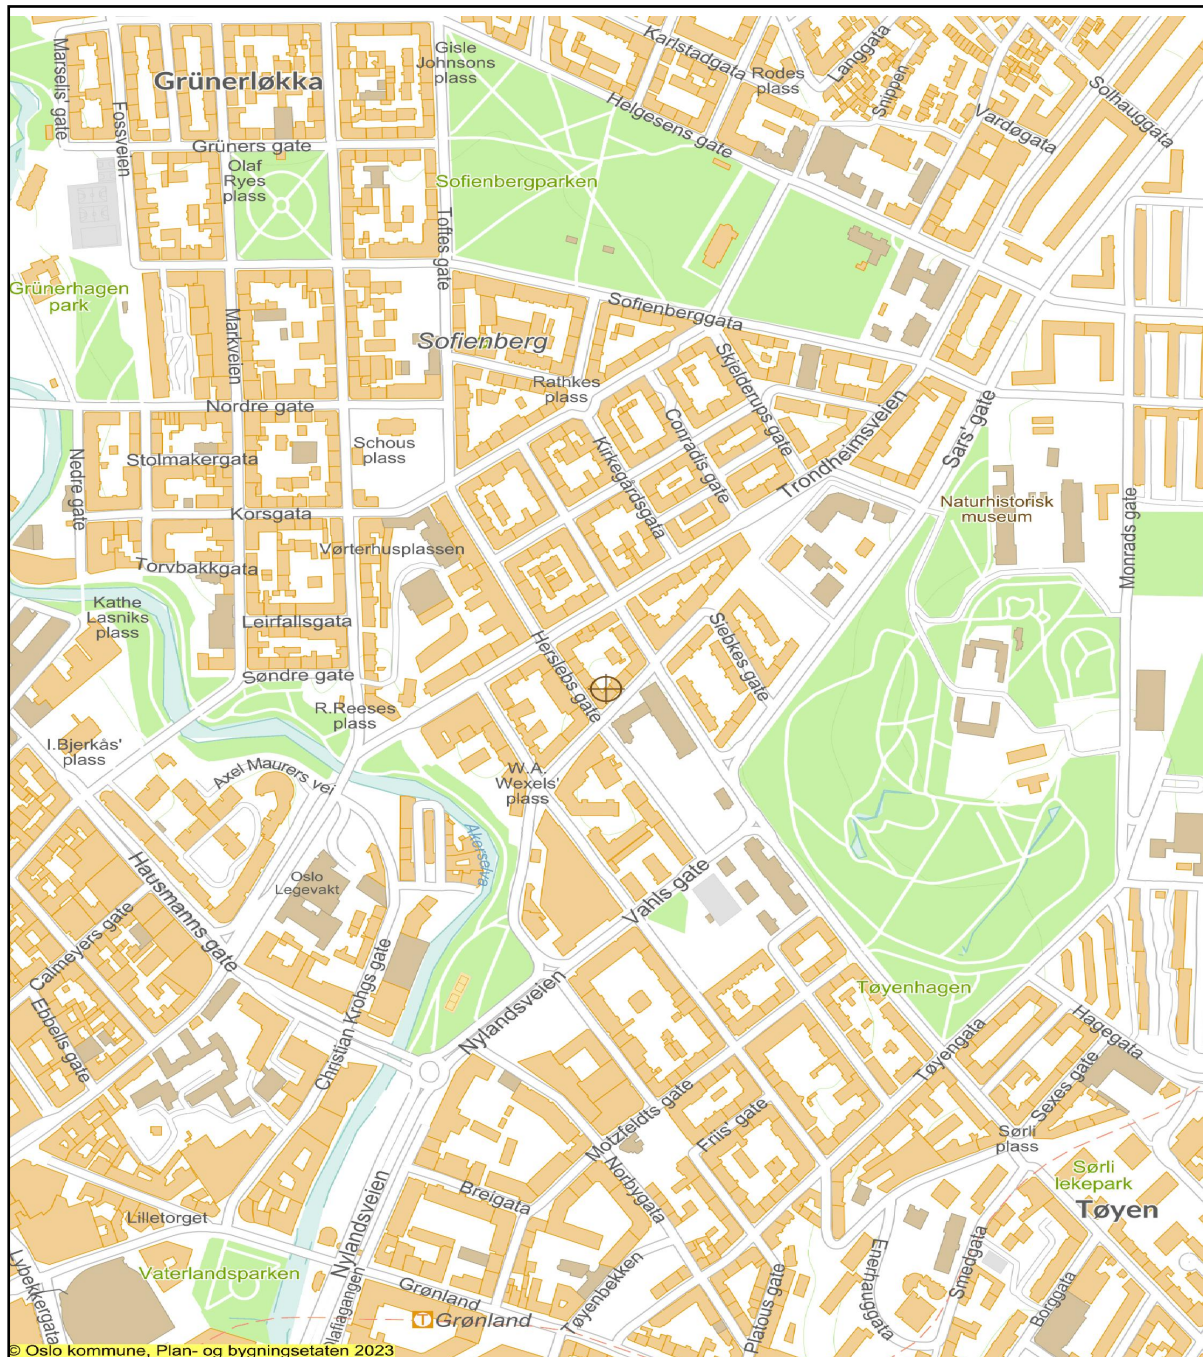 Marselis' gate
Fossveien
Grünerløkka
Gisle
Johnsons
plass
Karlstadgata
Rodes
plass
Langgata
Snippen
Solhauggata
Vardøgata
Helgesens gate
Grüners gate
Olaf
Ryes
plass
Sofienbergparken
Toftes gate
Grünerhagen
park
Markveien
Sofienberg
Sofienberggata
Skjelderups gate
Rathkes
plass
Nordre gate
Schous
plass
Stolmakergata
Nedre gate
Conradis gate
Kirkegårdsgata
Trondheimsveien
Sars' gate
Naturhistorisk
museum
Monrads gate
Korsgata
Vørterhusplassen
Torvbakkgata
Kathe
Lasniks
plass
Leirfallsgata
Søndre gate
Herslebs gate
Siebkes gate
R.Reeses
plass
I.Bjerkås'
plass
Axel Maurers vei
W.A.
Wexels'
plass
Akerselva
Hausmanns gate
Oslo
Legevakt
Vahls gate
Calmeyers gate
Ebbells gate
Christian Krohgs gate
Nylandsveien
Tøyenhagen
Hagegata
Tøyengata
Sexes gate
Motzfeldts gate
Friis' gate
Sørli
plass
Sørli
lekepark
Tøyen
Norbygata
Breigata
Nylandsveien
Lilletorget
Lybekkergata
Vaterlandsparken
Olafiagangen
Grønland
T Grønland
Tøyenbekken
Platous gate
Enerhauggata
Smedgata
Borggata
© Oslo kommune, Plan- og bygningsetaten 2023